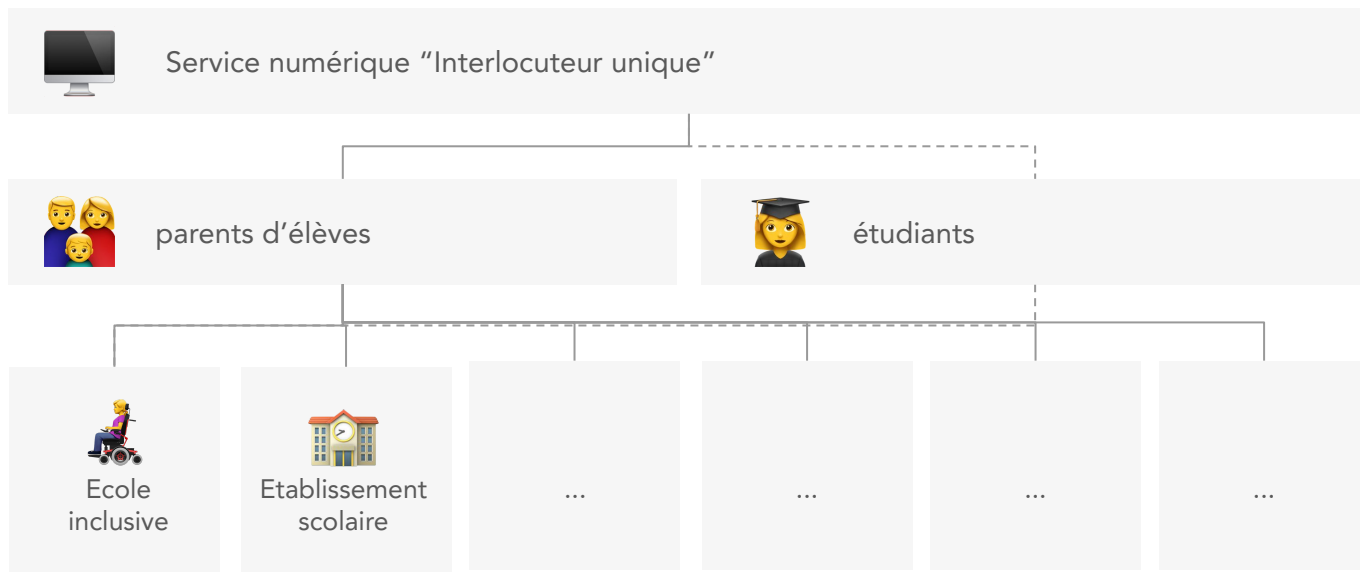 Service numérique “Interlocuteur unique”
parents d’élèves
étudiants
Ecole
inclusive
Etablissement
scolaire
...
...
...
...